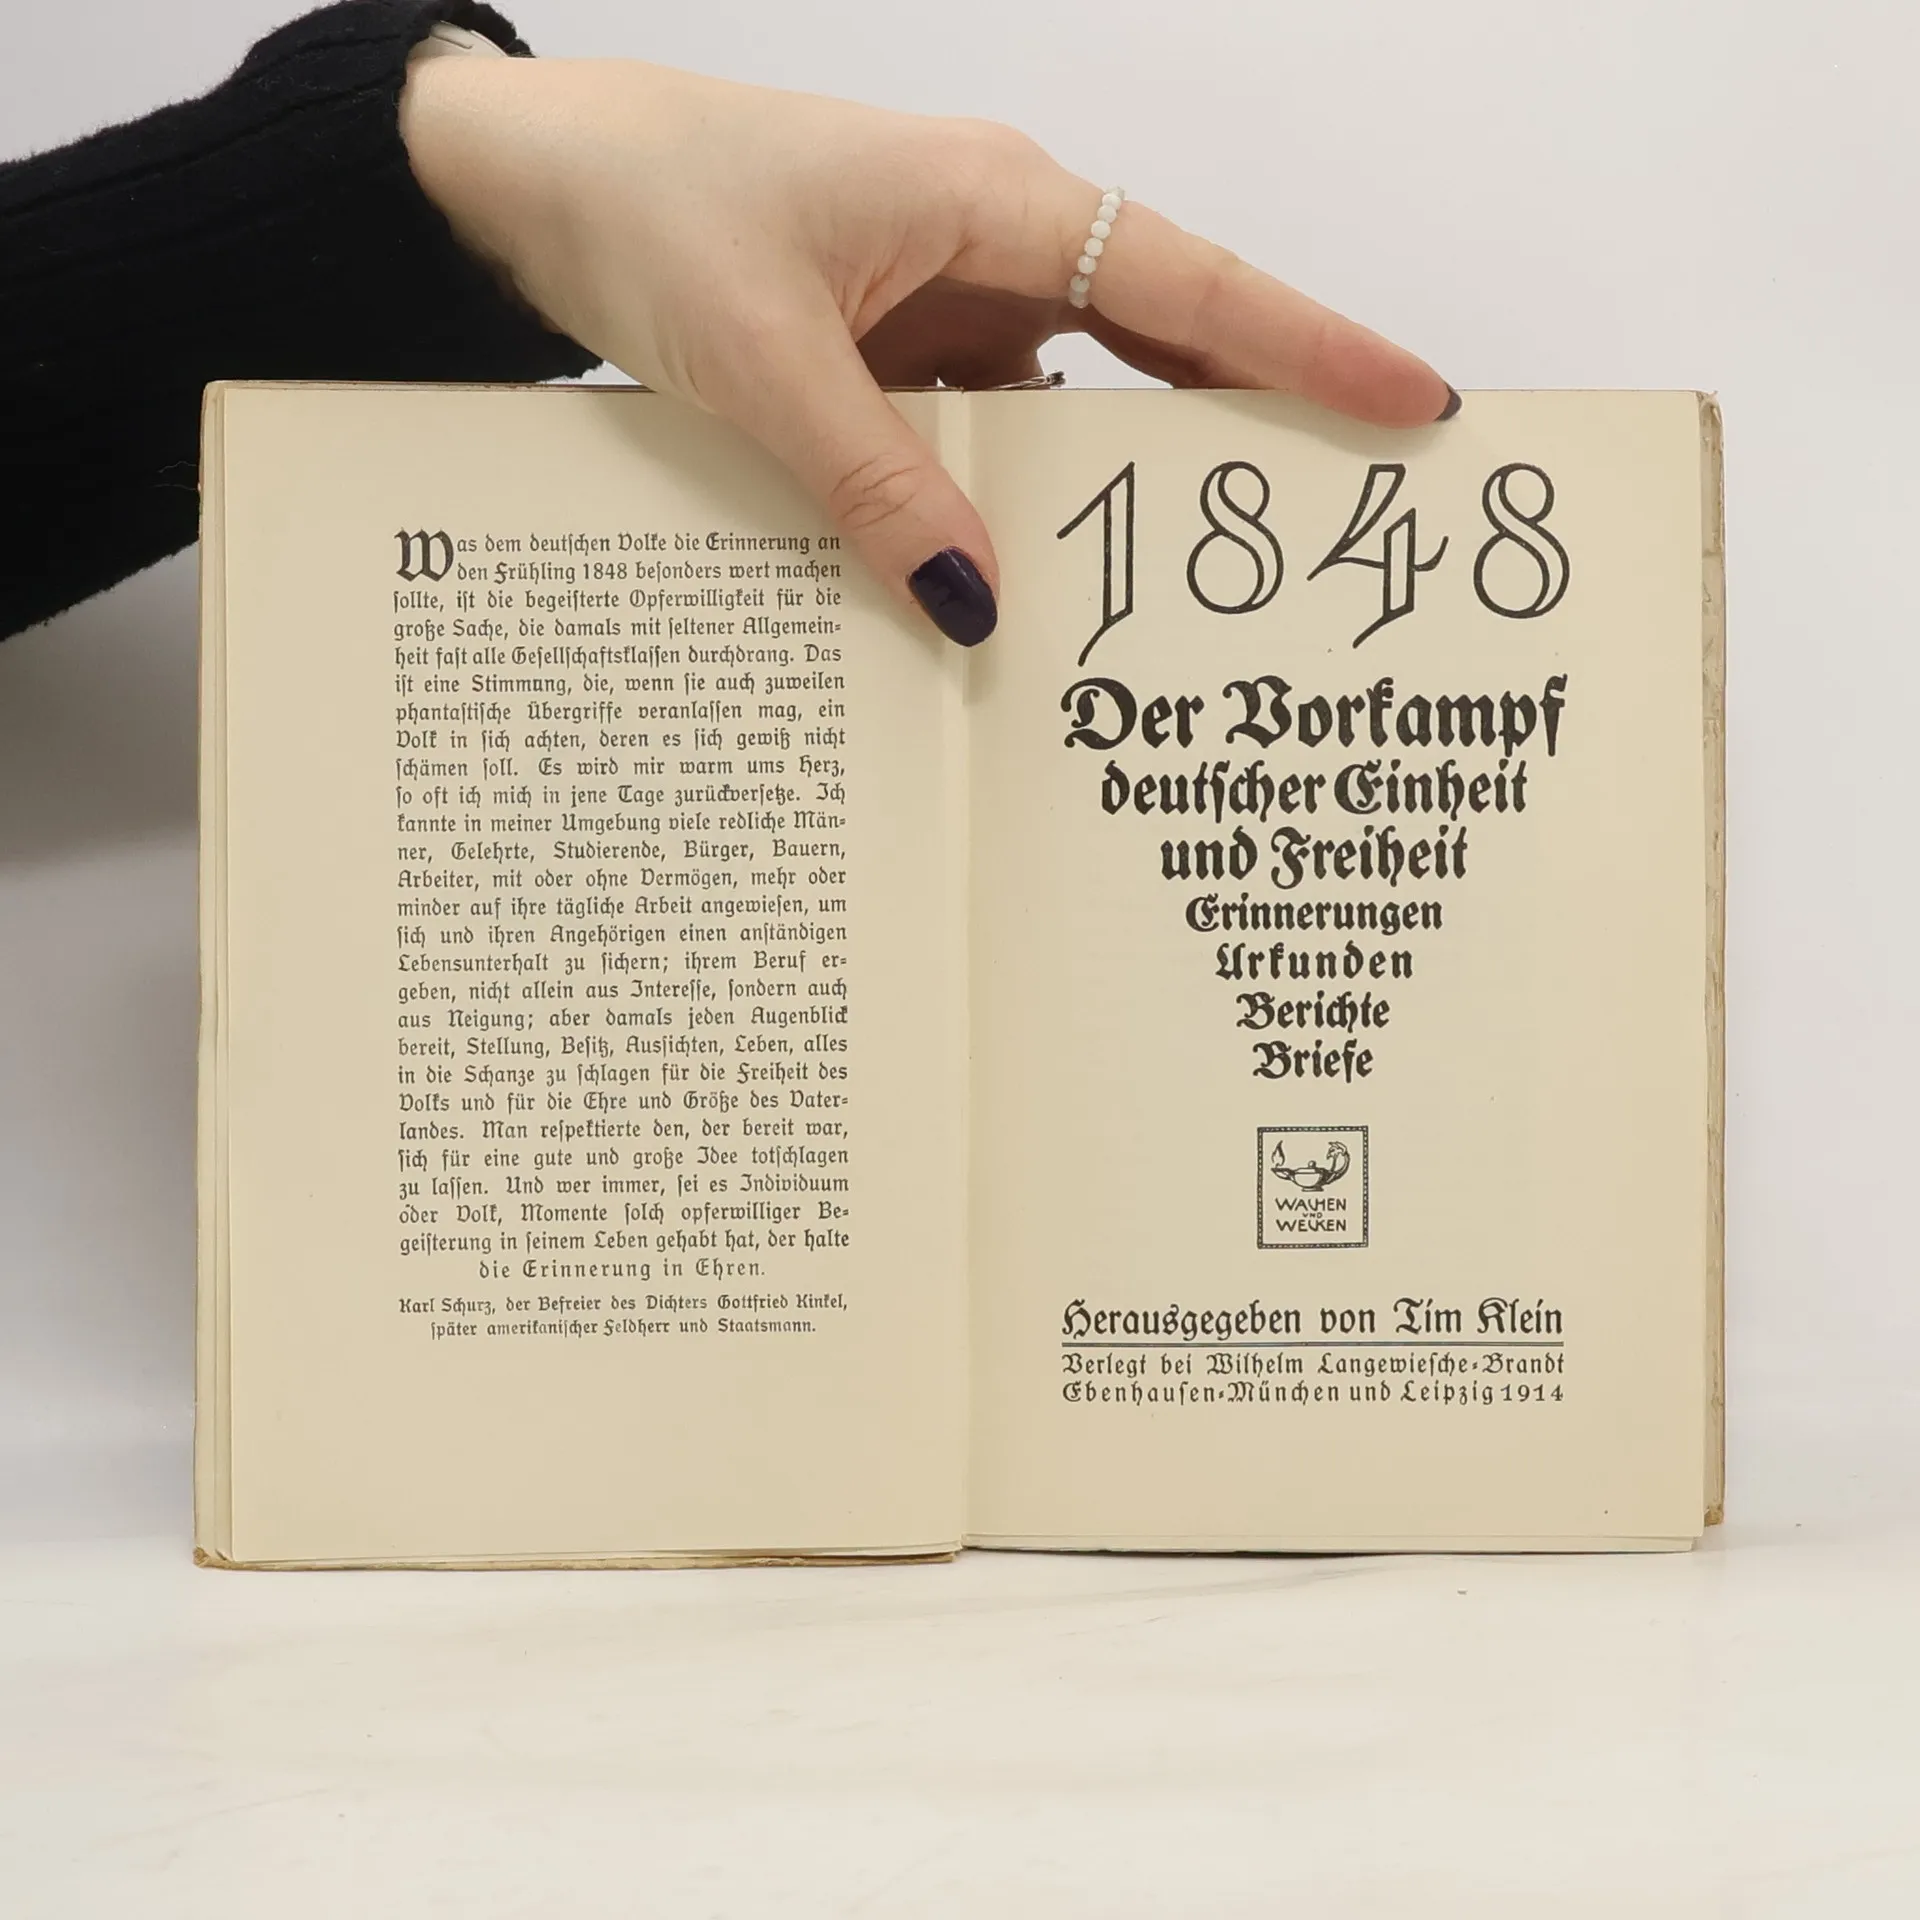 Was dem deutſchen Volke die Erinnerung an
den Frühling 1848 beſonders wert machen
ſollte, iſt die begeiſterte Opferwilligkeit für die
große Sache, die damals mit ſeltener Allgemein-
heit faſt alle Geſellſchaftsklaſſen durchdrang. Das
iſt eine Stimmung, die, wenn ſie auch zuweilen
phantaſtiſche Übergriffe veranlaſſen mag, ein
Volk in ſich achten, deren es ſich gewiß nicht
ſchämen ſoll. Es wird mir warm ums Herz,
ſo oft ich mich in jene Tage zurückverſetze. Ich
kannte in meiner Umgebung viele redliche Män-
ner, Gelehrte, Studierende, Bürger, Bauern,
Arbeiter, mit oder ohne Vermögen, mehr oder
minder auf ihre tägliche Arbeit angewieſen, um
ſich und ihren Angehörigen einen anſtändigen
Lebensunterhalt zu ſichern; ihrem Beruf er-
geben, nicht allein aus Intereſſe, ſondern auch
aus Neigung; aber damals jeden Augenblick
bereit, Stellung, Beſitz, Ausſichten, Leben, alles
in die Schanze zu ſchlagen für die Freiheit des
Volks und für die Ehre und Größe des Vater-
landes. Man reſpektierte den, der bereit war,
ſich für eine gute und große Idee totſchlagen
zu laſſen. Und wer immer, ſei es Individuum
oder Volk, Momente ſolch opferwilliger Be-
geiſterung in ſeinem Leben gehabt hat, der halte
die Erinnerung in Ehren.
Karl Schurz, der Befreier des Dichters Gottfried Kinkel,
ſpäter amerikaniſcher Feldherr und Staatsmann.
1848
Der Vorkampf
deutſcher Einheit
und Freiheit
Erinnerungen
Urkunden
Berichte
Briefe
WACHEN
UND
WECKEN
Herausgegeben von Tim Klein
Verlegt bei Wilhelm Langewieſche-Brandt
Ebenhauſen-München und Leipzig 1914